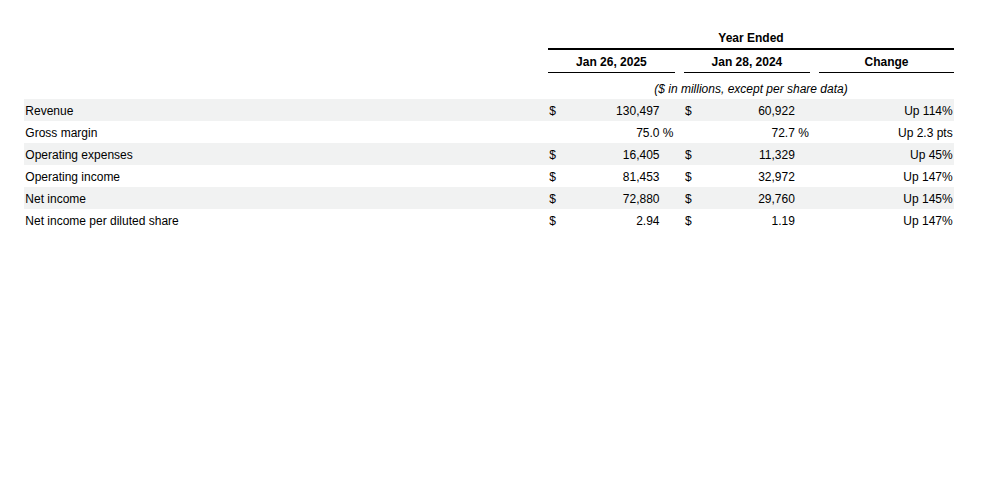 Year Ended
Jan 26, 2025 Jan 28, 2024 Change
($ in millions, except per share data)
Revenue $ 130,497 $ 60,922 Up 114%
Gross margin 75.0 % 72.7 % Up 2.3 pts
Operating expenses $ 16,405 $ 11,329 Up 45%
Operating income $ 81,453 $ 32,972 Up 147%
Net income $ 72,880 $ 29,760 Up 145%
Net income per diluted share $ 2.94 $ 1.19 Up 147%